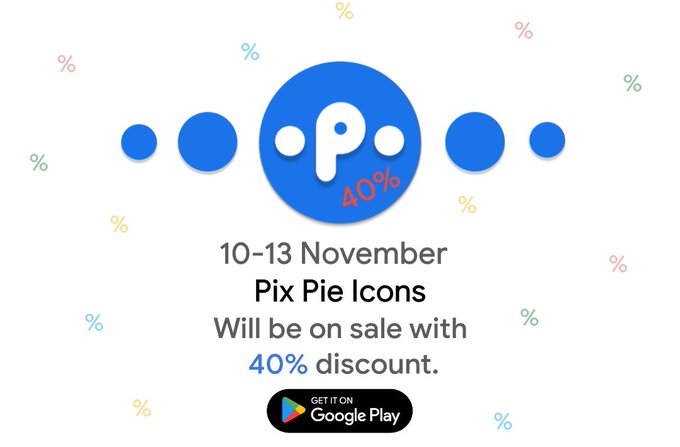 % % % % %
p
40%
% % %
10-13 November
Pix Pie Icons
%
Will be on sale with
% %
40% discount.
GET IT ON
Google Play
% %